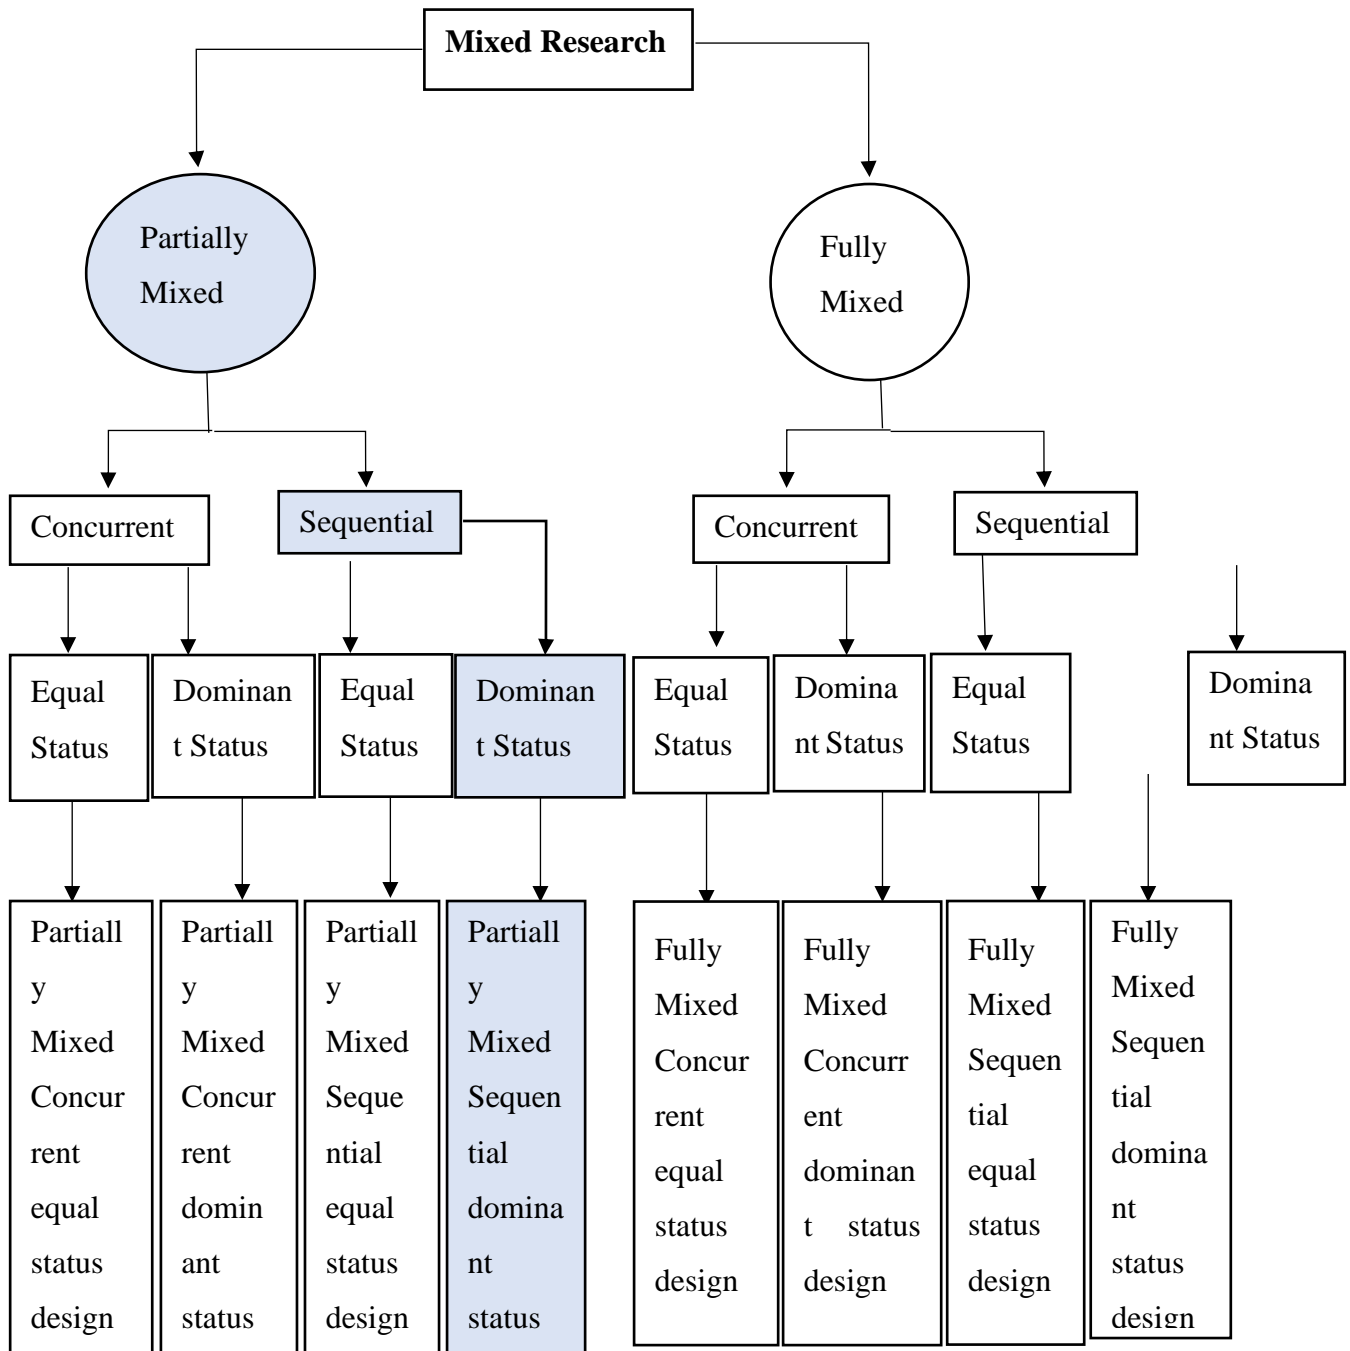 Mixed Research
Partially
Mixed
Fully
Mixed
Concurrent
Sequential
Concurrent
Sequential
Equal
Status
Dominan
t Status
Equal
Status
Dominan
t Status
Equal
Status
Domina
nt Status
Equal
Status
Domina
nt Status
Partiall
y
Mixed
Concur
rent
equal
status
design
Partiall
y
Mixed
Concur
rent
domin
ant
status
Partiall
y
Mixed
Seque
ntial
equal
status
design
Partiall
y
Mixed
Sequen
tial
domina
nt
status
Fully
Mixed
Concur
rent
equal
status
design
Fully
Mixed
Concurr
ent
dominan
t status
design
Fully
Mixed
Sequen
tial
equal
status
design
Fully
Mixed
Sequen
tial
domina
nt
status
design